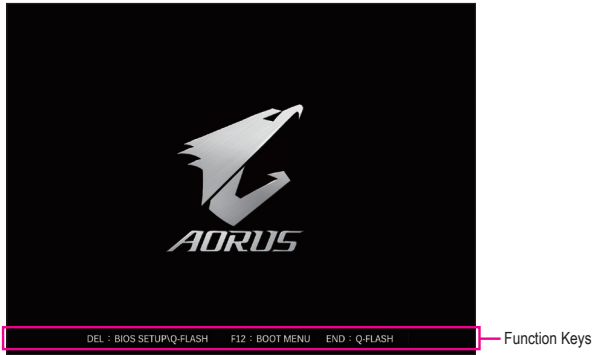 AORUS
DEL : BIOS SETUP\Q-FLASH F12 : BOOT MENU END : Q-FLASH
Function Keys